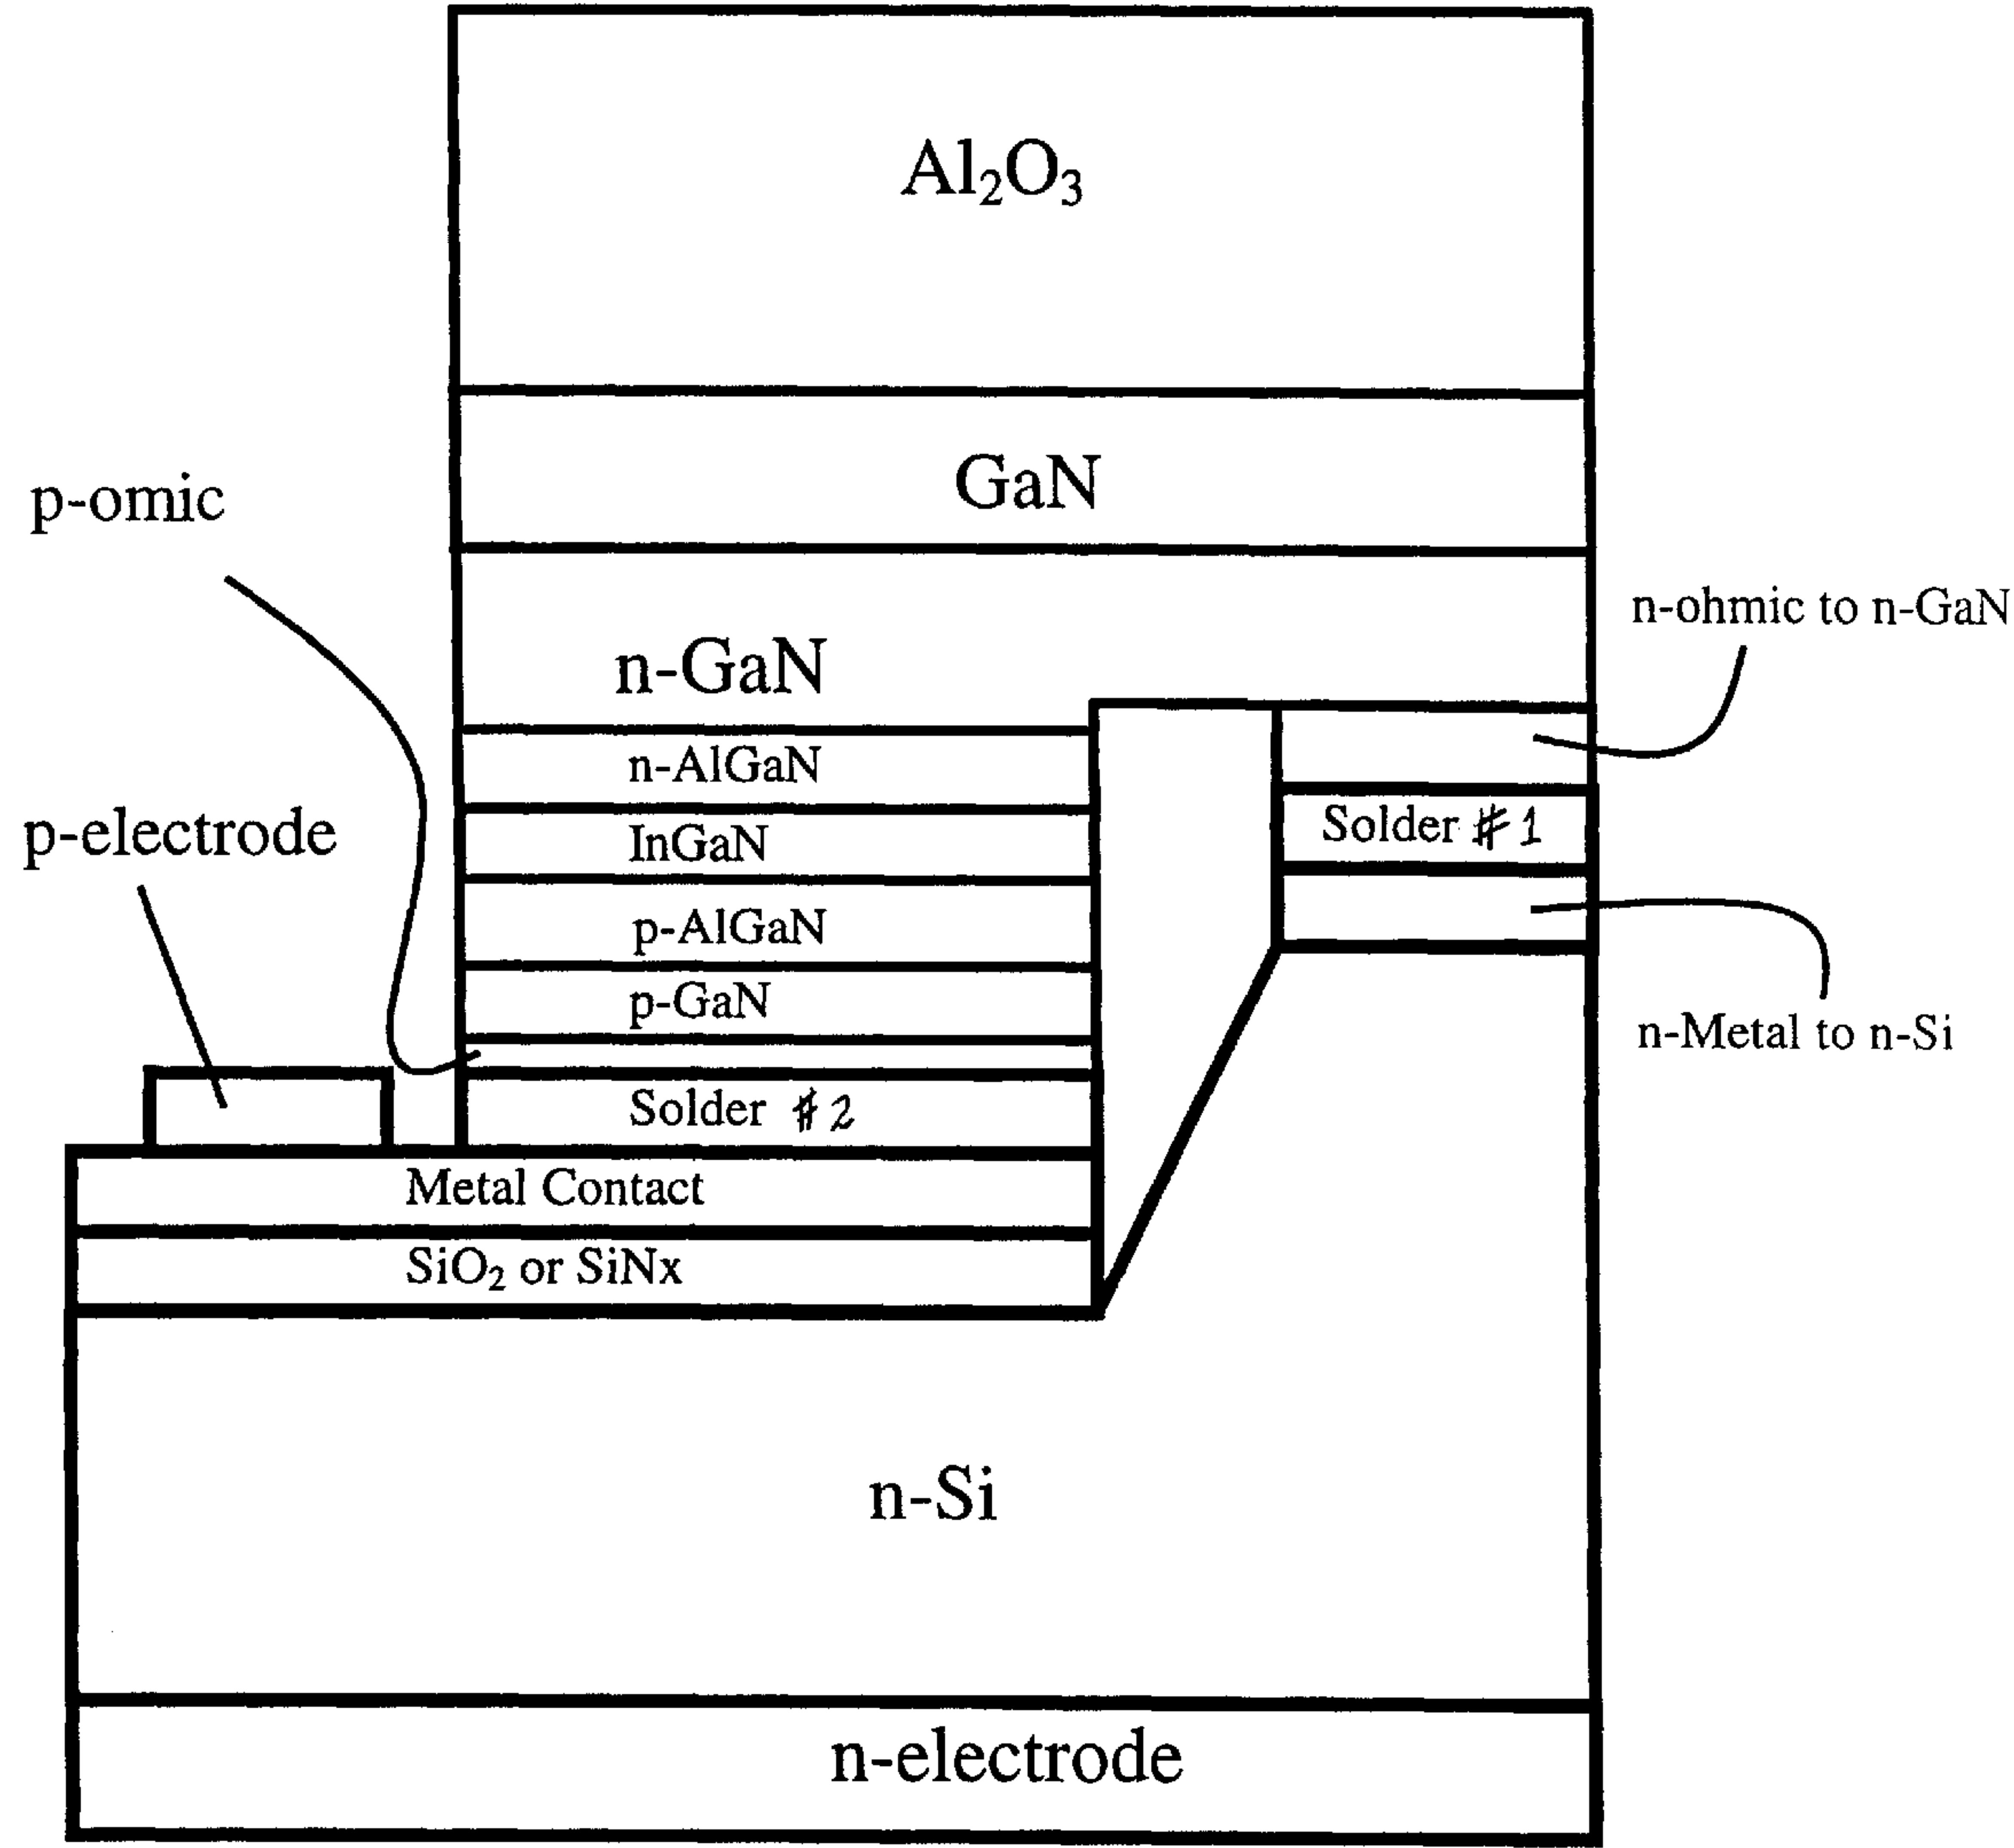 Al₂O₃
GaN
p-omic
n-ohmic to n-GaN
n-GaN
n-AlGaN
p-electrode
Solder #1
InGaN
p-AlGaN
p-GaN
n-Metal to n-Si
Solder #2
Metal Contact
SiO₂ or SiNx
n-Si
n-electrode